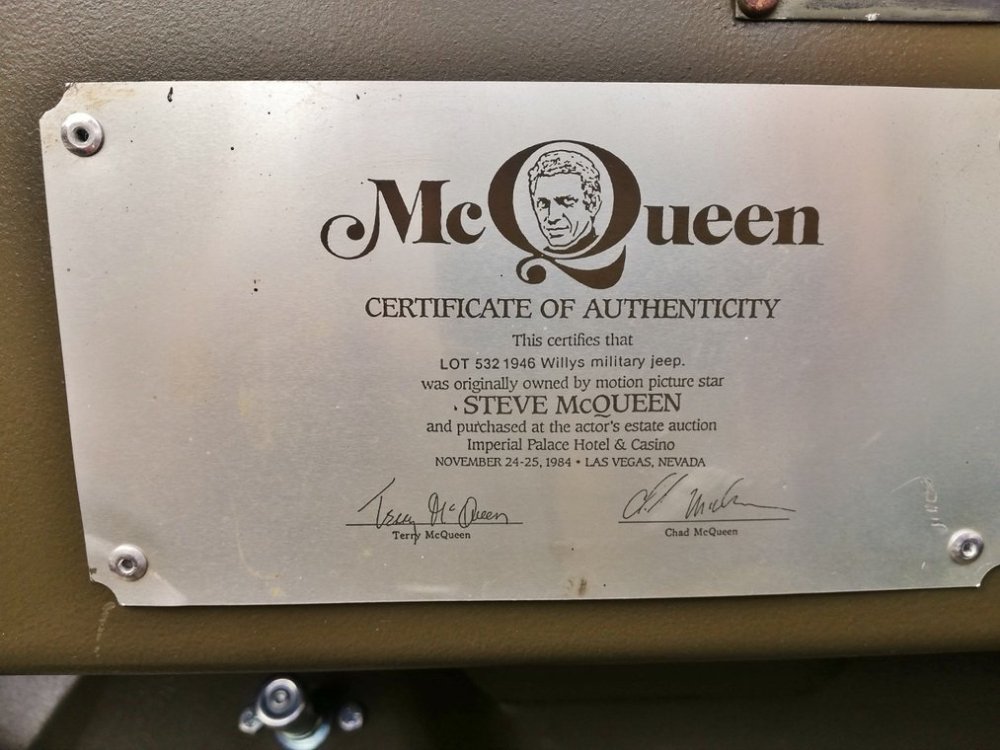 McQueen
CERTIFICATE OF AUTHENTICITY
This certifies that
LOT 532 1946 Willys military jeep.
was originally owned by motion picture star
STEVE McQUEEN
and purchased at the actor's estate auction
Imperial Palace Hotel & Casino
NOVEMBER 24-25, 1984 • LAS VEGAS, NEVADA
Terry McQueen
Terry McQueen
Chad McQueen